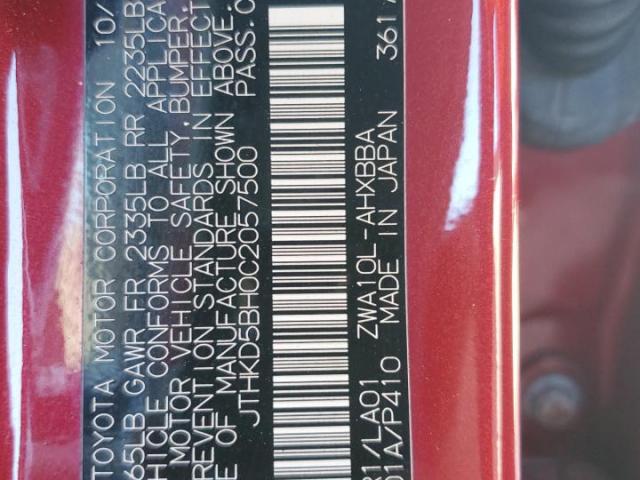 TOYOTA MOTOR CORPORATION 10/
65LB GAWR FR 2335LB RR 2235LB
HICLE CONFORMS TO ALL APPLICA
MOTOR VEHICLE SAFETY, BUMPER,
REVENTION STANDARDS IN EFFECT
E OF MANUFACTURE SHOWN ABOVE.
JTHKD5BH0C2057500 PASS.C
R1/LA01 ZWA10L-AHXBBA 361
01A/P410 MADE IN JAPAN